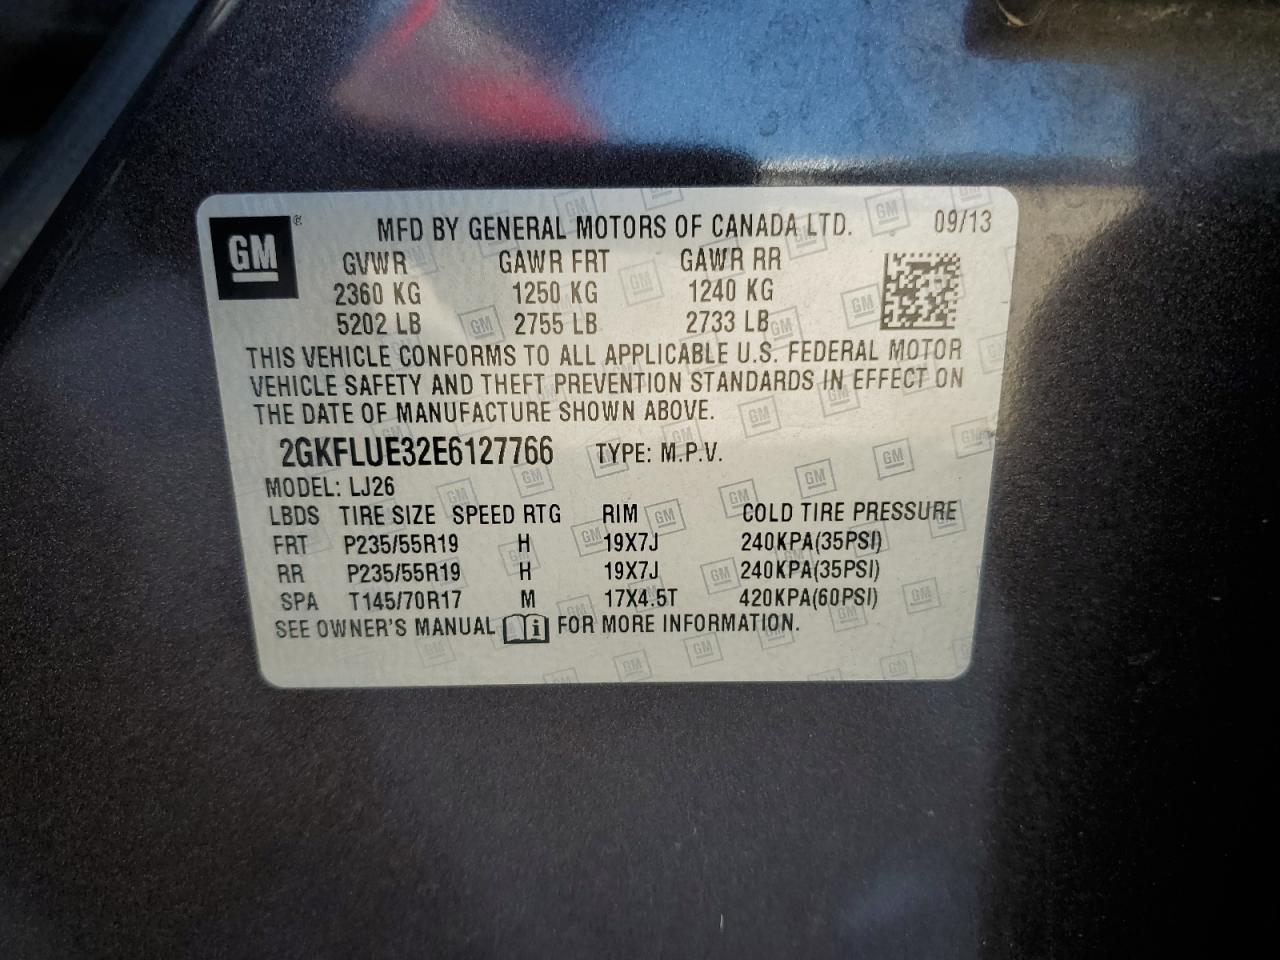 GM ® MFD BY GENERAL MOTORS OF CANADA LTD. 09/13
GVWR GAWR FRT GAWR RR
2360 KG 1250 KG 1240 KG
5202 LB 2755 LB 2733 LB
THIS VEHICLE CONFORMS TO ALL APPLICABLE U.S. FEDERAL MOTOR
VEHICLE SAFETY AND THEFT PREVENTION STANDARDS IN EFFECT ON
THE DATE OF MANUFACTURE SHOWN ABOVE.
2GKFLUE32E6127766 TYPE: M.P.V.
MODEL: LJ26
LBDS TIRE SIZE SPEED RTG RIM COLD TIRE PRESSURE
FRT P235/55R19 H 19X7J 240KPA(35PSI)
RR P235/55R19 H 19X7J 240KPA(35PSI)
SPA T145/70R17 M 17X4.5T 420KPA(60PSI)
SEE OWNER'S MANUAL i FOR MORE INFORMATION.